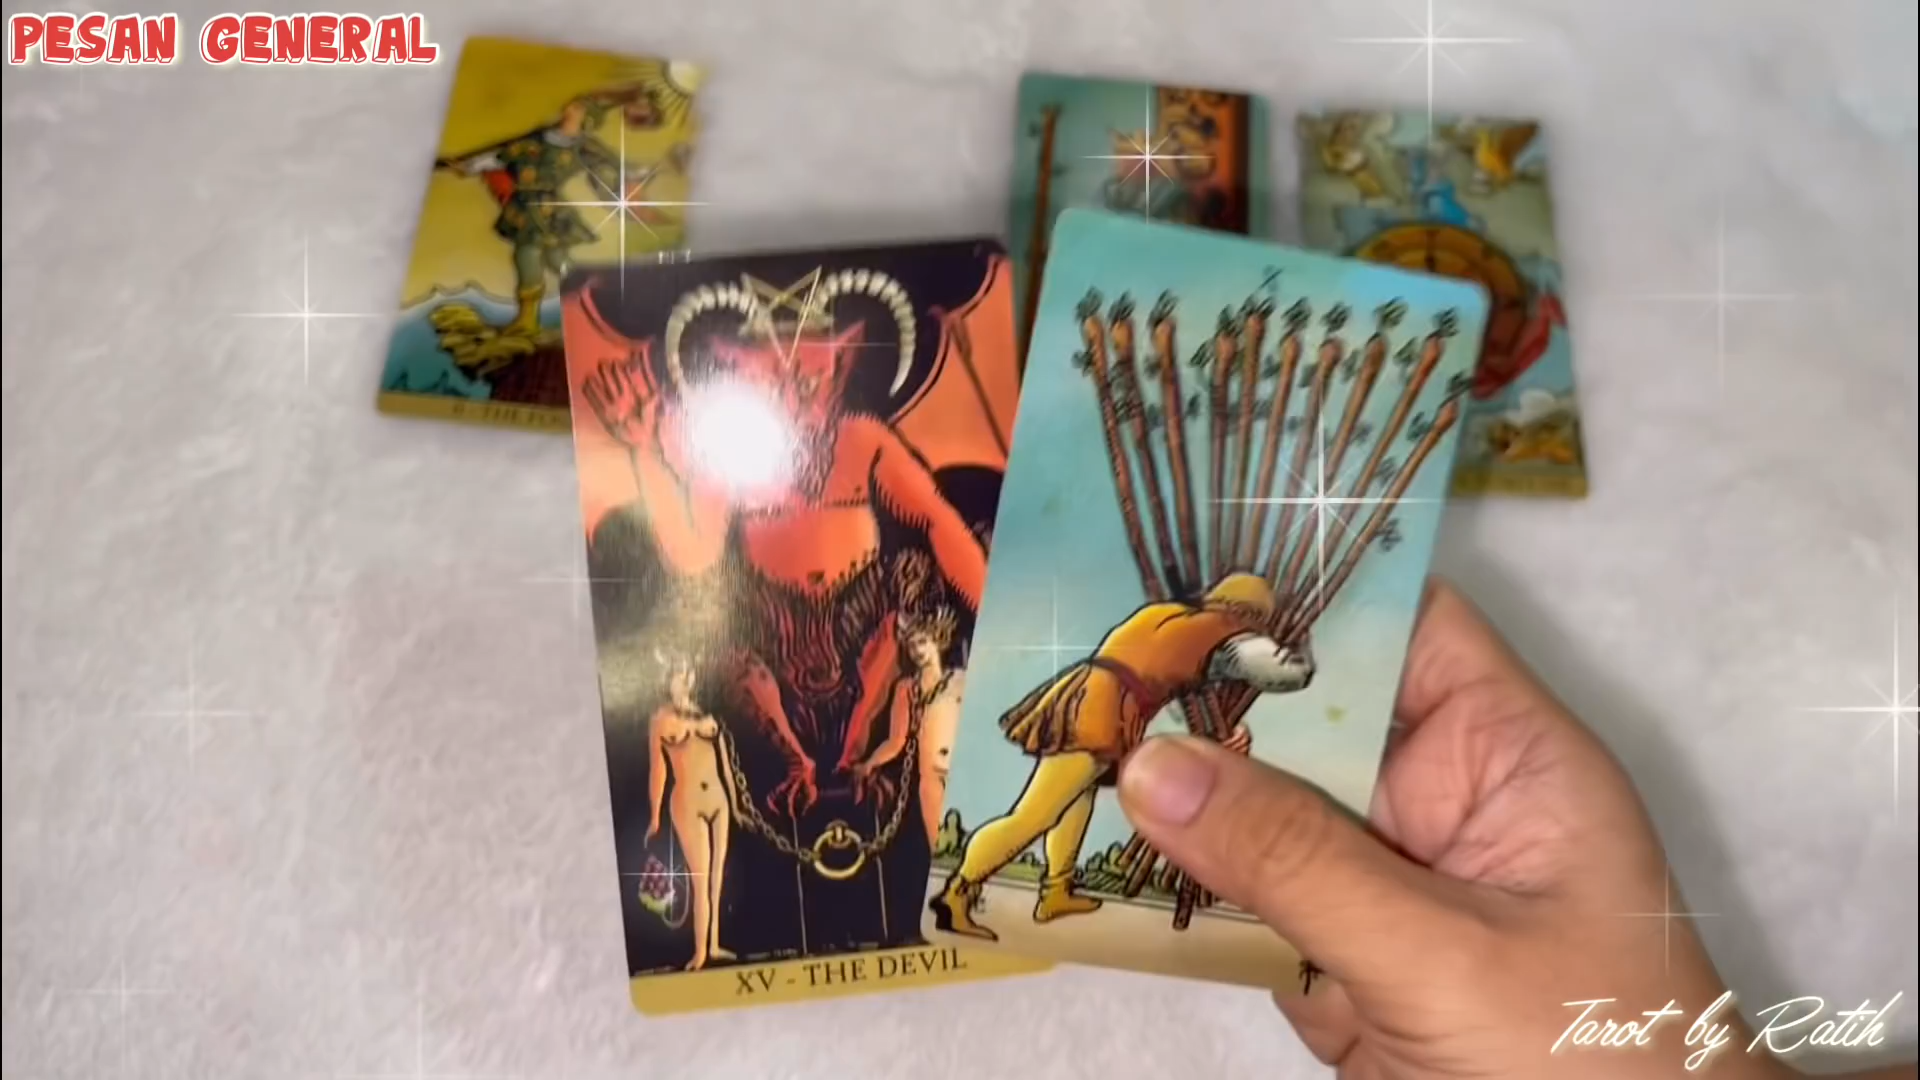 PESAN GENERAL
X
XV - THE DEVIL
Tarot by Ratih